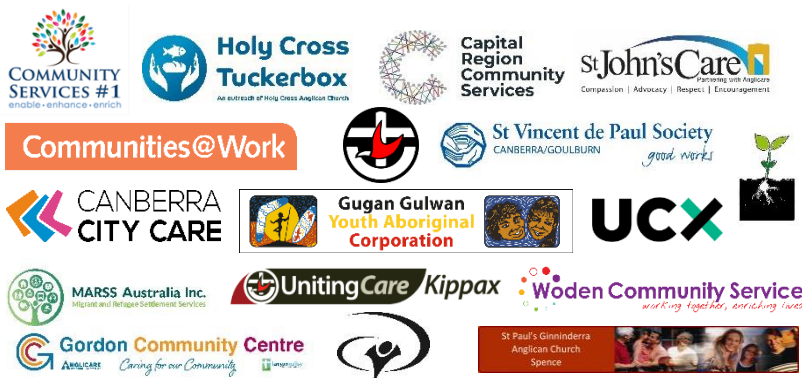 COMMUNITY
SERVICES #1
enable • enhance • enrich
Holy Cross
Tuckerbox
An outreach of Holy Cross Anglican Church
Capital
Region
Community
Services
St John'sCare
Partnering with Anglicare
Compassion | Advocacy | Respect | Encouragement
Communities@Work
St Vincent de Paul Society
CANBERRA/GOULBURN
good works
CANBERRA
CITY CARE
Gugan Gulwan
Youth Aboriginal
Corporation
UCX
MARSS Australia Inc.
Migrant and Refugee Settlement Services
UnitingCare Kippax
Woden Community Service
working together, enriching lives
Gordon Community Centre
ANGLICARE
Caring for our Community
St Paul's Ginninderra
Anglican Church
Spence